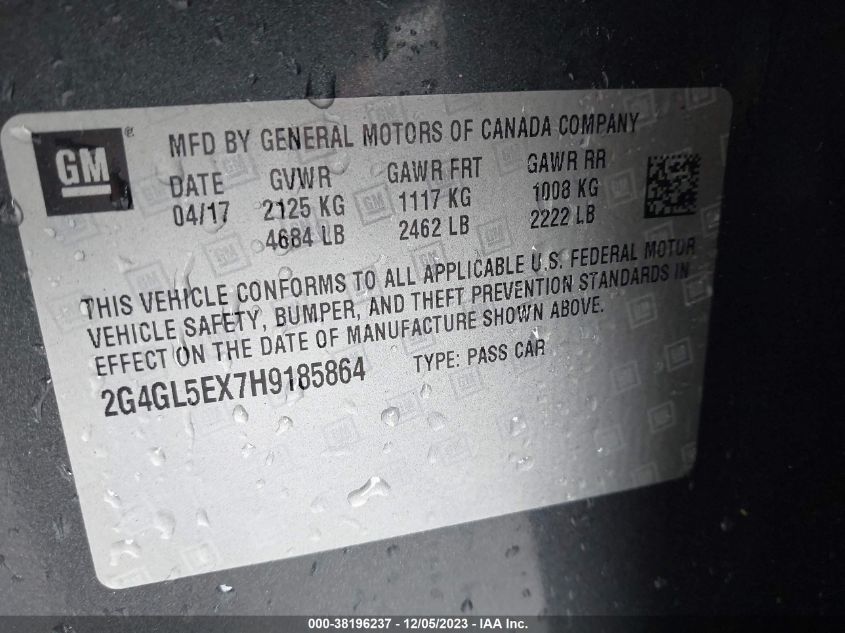 GM ®
MFD BY GENERAL MOTORS OF CANADA COMPANY
DATE GVWR GAWR FRT GAWR RR
04/17 2125 KG 1117 KG 1008 KG
4684 LB 2462 LB 2222 LB
THIS VEHICLE CONFORMS TO ALL APPLICABLE U.S. FEDERAL MOTOR
VEHICLE SAFETY, BUMPER, AND THEFT PREVENTION STANDARDS IN
EFFECT ON THE DATE OF MANUFACTURE SHOWN ABOVE.
2G4GL5EX7H9185864 TYPE: PASS CAR
000-38196237 - 12/05/2023 - IAA Inc.